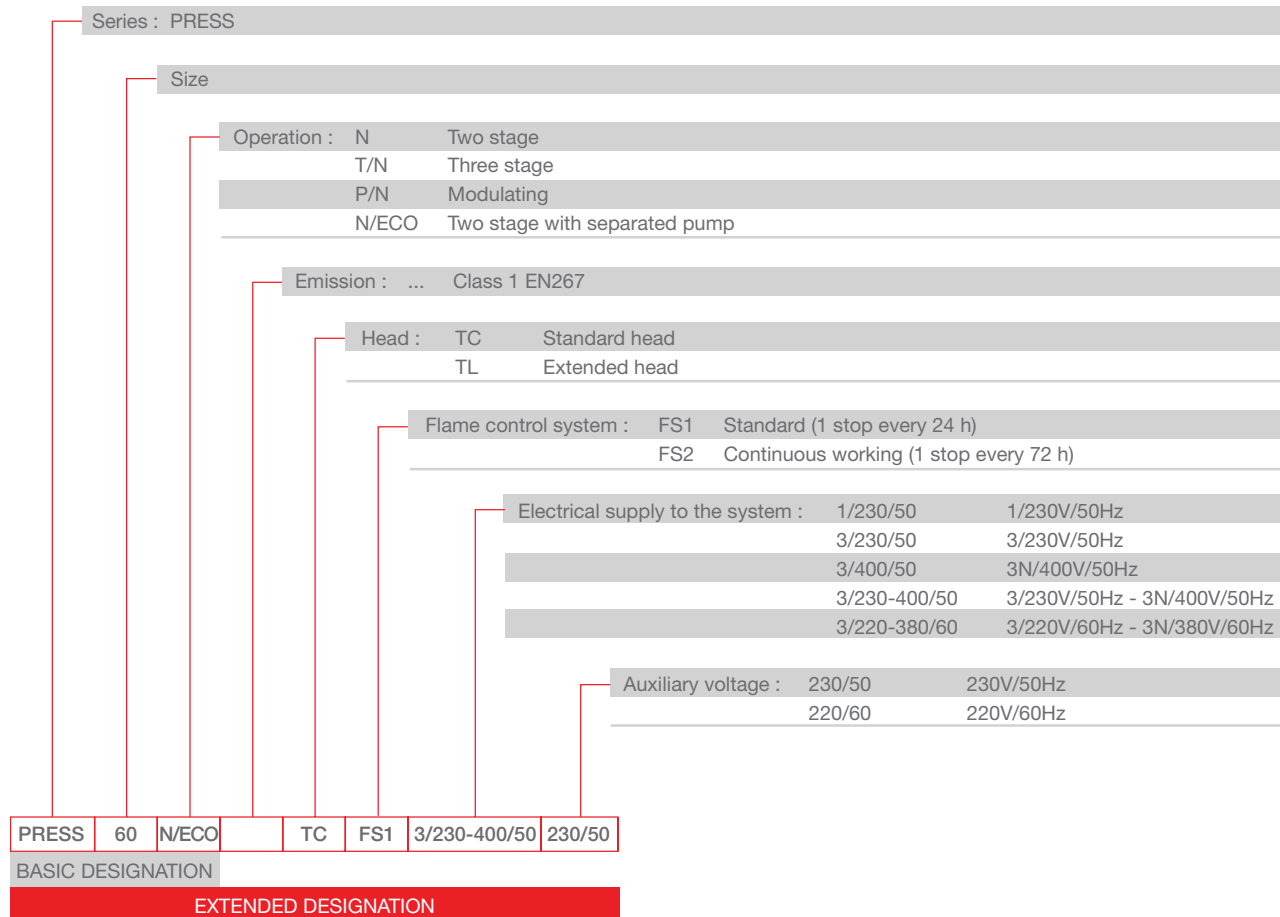 Series : PRESS
Size
Operation : N Two stage
T/N Three stage
P/N Modulating
N/ECO Two stage with separated pump
Emission : ... Class 1 EN267
Head : TC Standard head
TL Extended head
Flame control system : FS1 Standard (1 stop every 24 h)
FS2 Continuous working (1 stop every 72 h)
Electrical supply to the system : 1/230/50 1/230V/50Hz
3/230/50 3/230V/50Hz
3/400/50 3N/400V/50Hz
3/230-400/50 3/230V/50Hz - 3N/400V/50Hz
3/220-380/60 3/220V/60Hz - 3N/380V/60Hz
Auxiliary voltage : 230/50 230V/50Hz
220/60 220V/60Hz
PRESS 60 N/ECO TC FS1 3/230-400/50 230/50
BASIC DESIGNATION
EXTENDED DESIGNATION